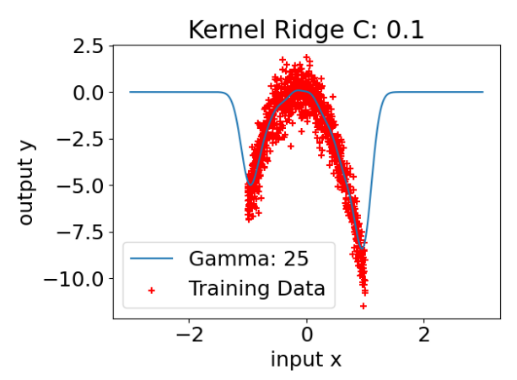 Kernel Ridge C: 0.1
2.5
0.0
−2.5
−5.0
−7.5
−10.0
output y
Gamma: 25
Training Data
−2 0 2
input x